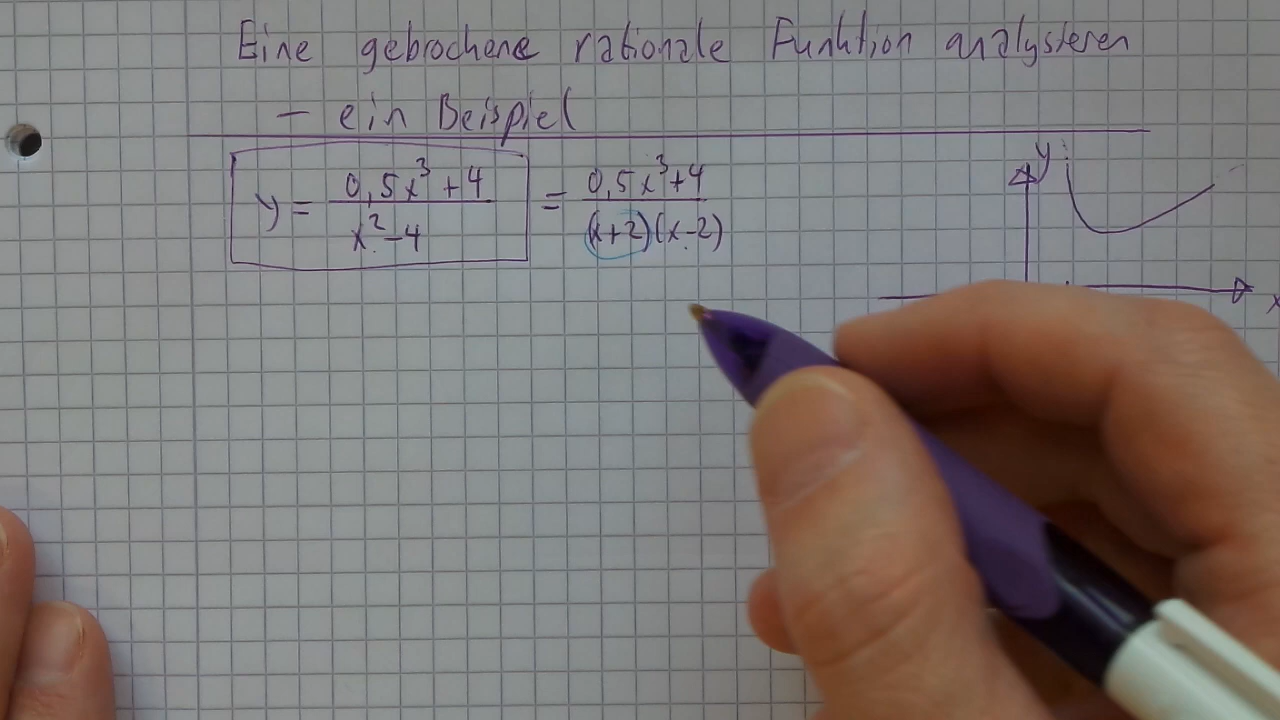 Eine gebrochene rationale Funktion analysieren
– ein Beispiel
y = (0,5x³+4)/(x²-4) = (0,5x³+4)/((x+2)(x-2))
y
x